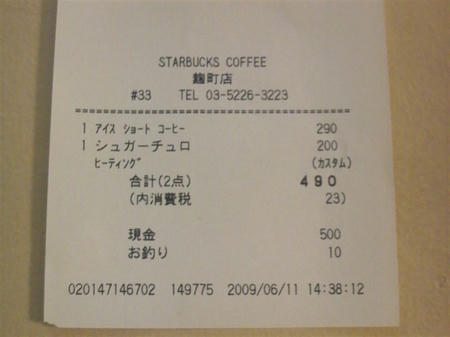 STARBUCKS COFFEE
麹町店
#33 TEL 03-5226-3223
========================================
1 ｱｲｽ ｼｮｰﾄ ｺｰﾋｰ 290
1 シュガーチュロ 200
ﾋｰﾃｨﾝｸﾞ (ｶｽﾀﾑ)
合計(2点) 490
(内消費税 23)
現金 500
お釣り 10
020147146702 149775 2009/06/11 14:38:12